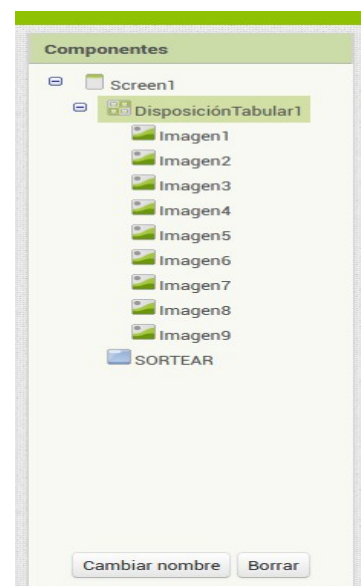 Componentes
Screen1
DisposiciónTabular1
Imagen1
Imagen2
Imagen3
Imagen4
Imagen5
Imagen6
Imagen7
Imagen8
Imagen9
SORTEAR
Cambiar nombre Borrar